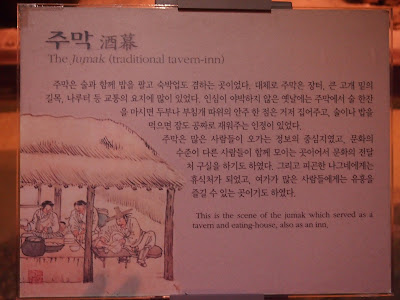 주막 酒幕
The Jumak (traditional tavern-inn)
주막은 술과 함께 밥을 팔고 숙박업도 겸하는 곳이었다. 대체로 주막은 장터, 큰 고개 밑의
길목, 나루터 등 교통의 요지에 많이 있었다. 인심이 야박하지 않은 옛날에는 주막에서 술 한잔
을 마시면 두부나 부침개 따위의 안주 한 점은 거저 집어주고, 술이나 밥을
먹으면 잠도 공짜로 재워주는 인정이 있었다.
주막은 많은 사람들이 오가는 정보의 중심지였고, 문화의
수준이 다른 사람들이 함께 모이는 곳이어서 문화의 전달
처 구실을 하기도 하였다. 그리고 피곤한 나그네에게는
휴식처가 되었고, 여가가 많은 사람들에게는 유흥을
즐길 수 있는 곳이기도 하였다.
This is the scene of the jumak which served as a
tavern and eating-house, also as an inn,